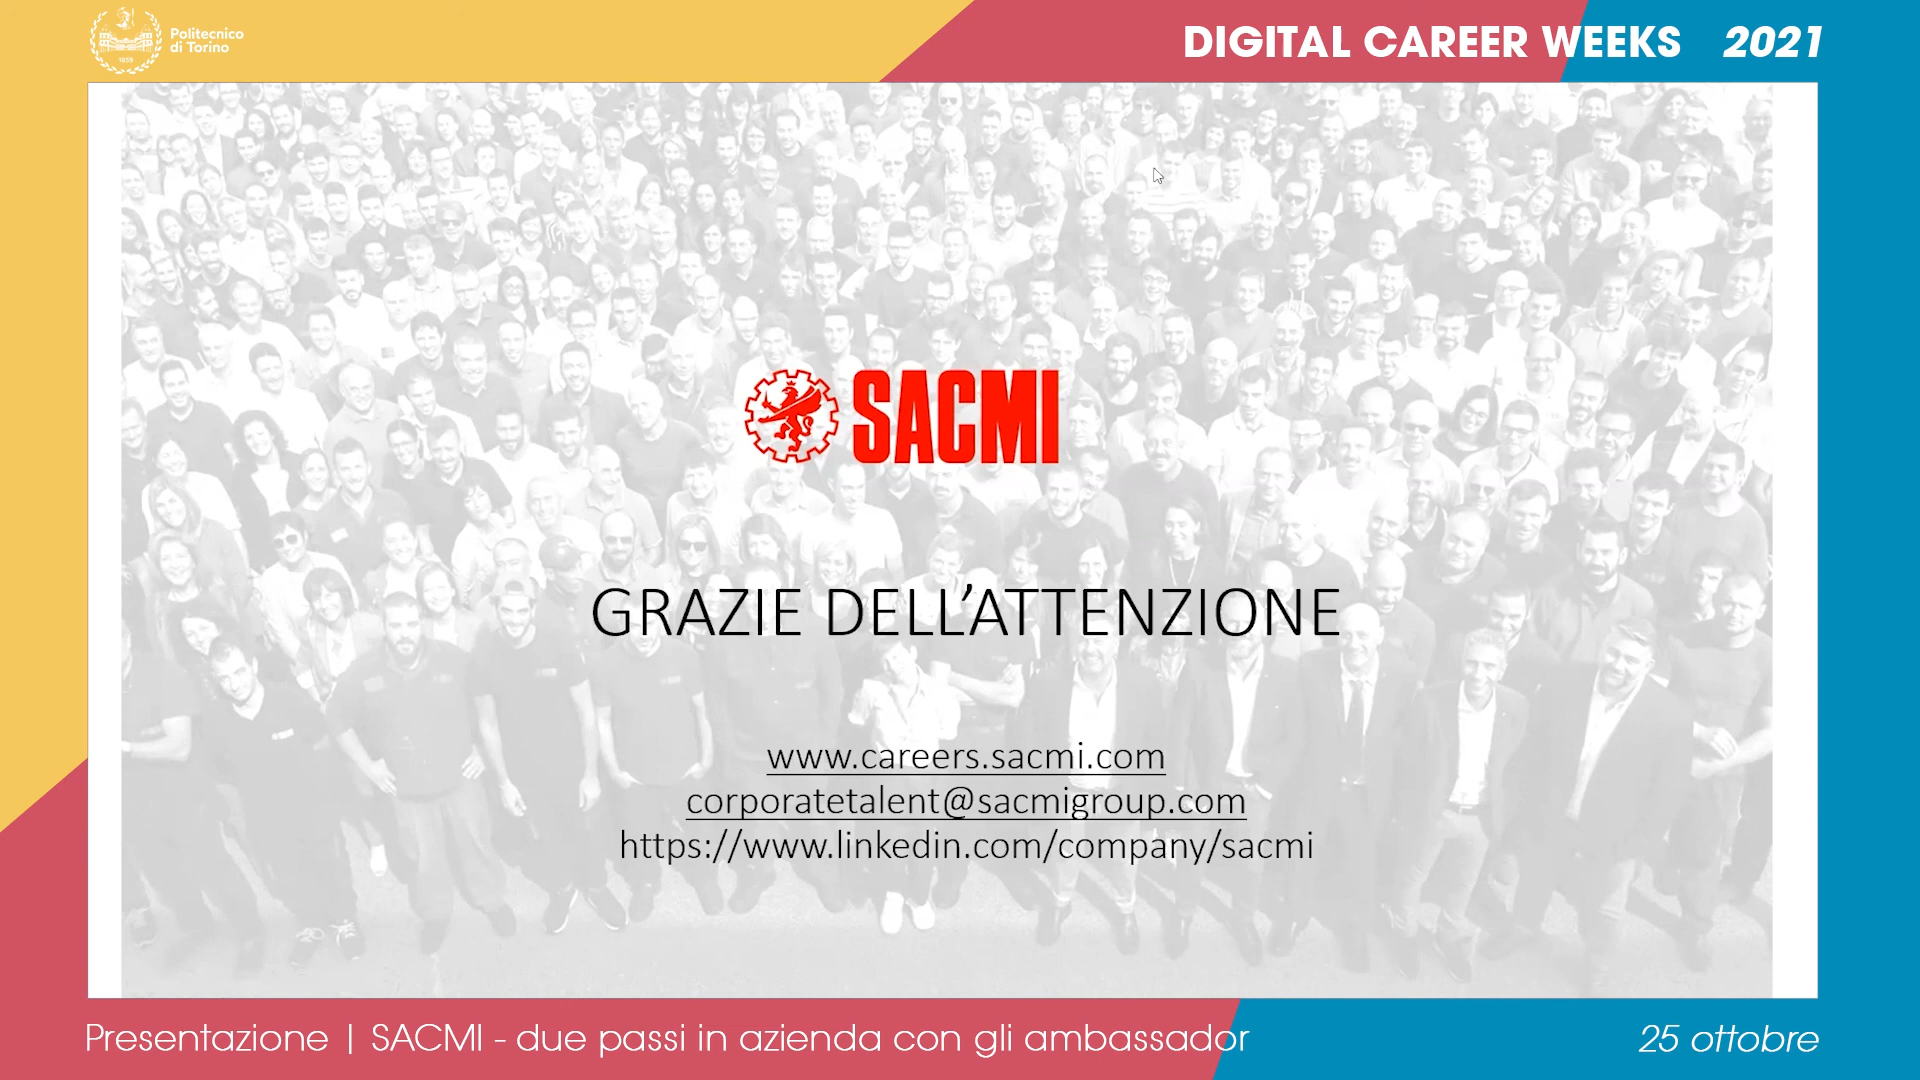 Politecnico
di Torino
1859
DIGITAL CAREER WEEKS 2021
SACMI
GRAZIE DELL’ATTENZIONE
www.careers.sacmi.com
corporatetalent@sacmigroup.com
https://www.linkedin.com/company/sacmi
Presentazione | SACMI - due passi in azienda con gli ambassador
25 ottobre